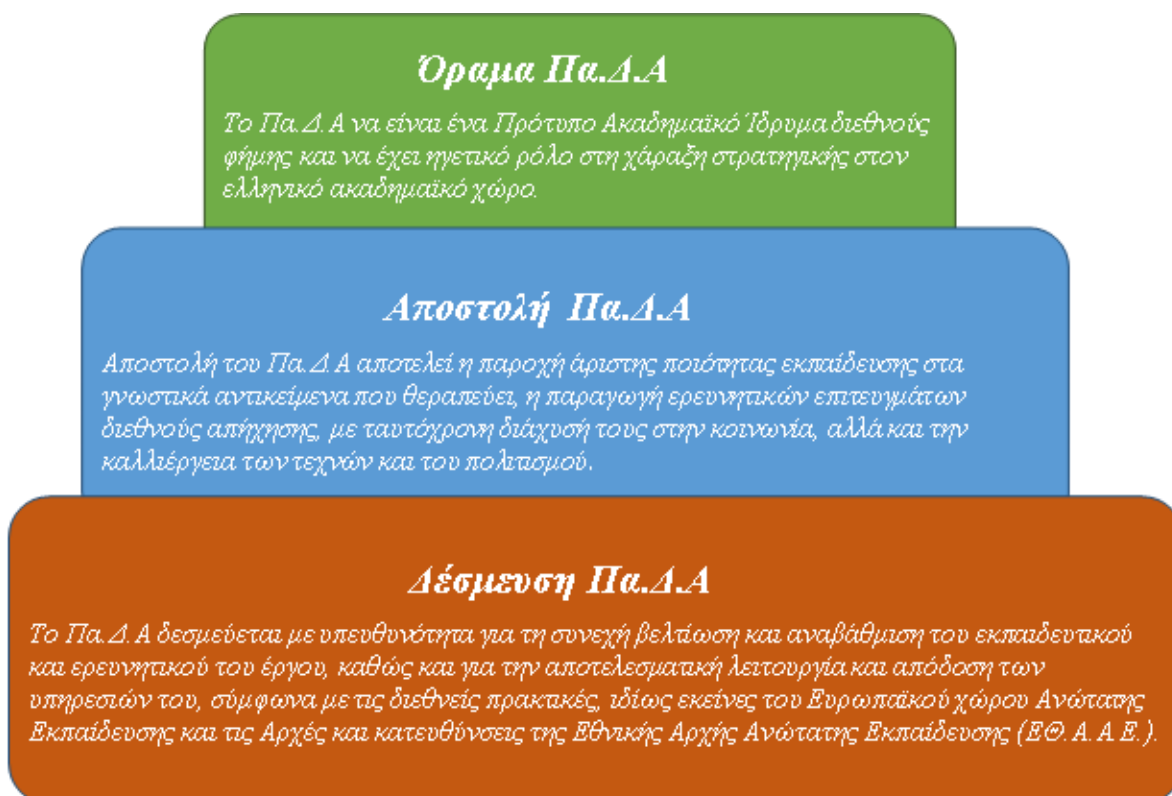 Όραμα Πα.Δ.Α
Το Πα.Δ.Α να είναι ένα Πρότυπο Ακαδημαϊκό Ίδρυμα διεθνούς
φήμης και να έχει ηγετικό ρόλο στη χάραξη στρατηγικής στον
ελληνικό ακαδημαϊκό χώρο.
Αποστολή Πα.Δ.Α
Αποστολή του Πα.Δ.Α αποτελεί η παροχή άριστης ποιότητας εκπαίδευσης στα
γνωστικά αντικείμενα που θεραπεύει, η παραγωγή ερευνητικών επιτευγμάτων
διεθνούς απήχησης, με ταυτόχρονη διάχυσή τους στην κοινωνία, αλλά και την
καλλιέργεια των τεχνών και του πολιτισμού.
Δέσμευση Πα.Δ.Α
Το Πα.Δ.Α δεσμεύεται με υπευθυνότητα για τη συνεχή βελτίωση και αναβάθμιση του εκπαιδευτικού
και ερευνητικού του έργου, καθώς και για την αποτελεσματική λειτουργία και απόδοση των
υπηρεσιών του, σύμφωνα με τις διεθνείς πρακτικές, ιδίως εκείνες του Ευρωπαϊκού χώρου Ανώτατης
Εκπαίδευσης και τις Αρχές και κατευθύνσεις της Εθνικής Αρχής Ανώτατης Εκπαίδευσης (ΕΘ.Α.Α.Ε.).